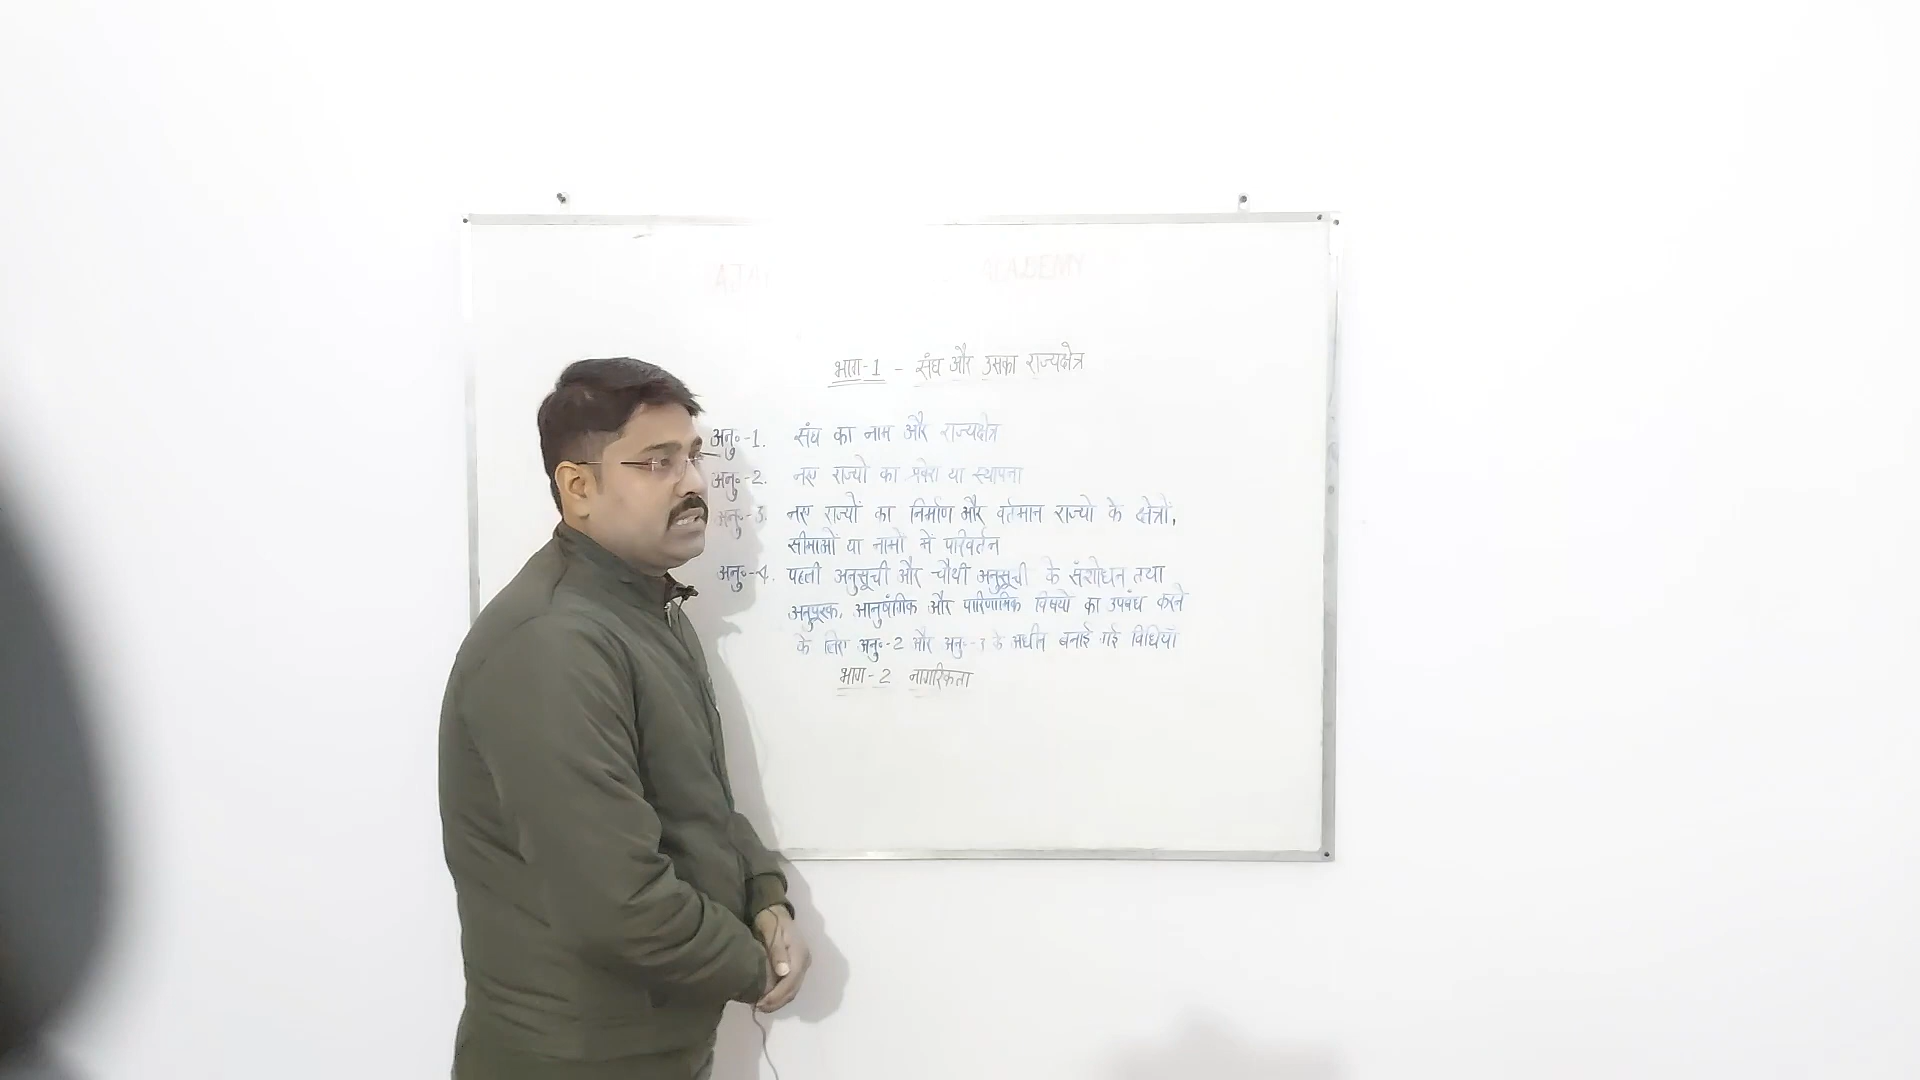 ACADEMY
भाग-1 - संघ और उसका राज्यक्षेत्र
अनु०-1. संघ का नाम और राज्यक्षेत्र
अनु०-2. नए राज्यों का प्रवेश या स्थापना
अनु०-3. नए राज्यों का निर्माण और वर्तमान राज्यों के क्षेत्रों,
सीमाओं या नामों में परिवर्तन
अनु०-4. पहली अनुसूची और चौथी अनुसूची के संशोधन तथा
अनुपूरक, आनुषंगिक और पारिणामिक विषयों का उपबंध करने
के लिए अनु०-2 और अनु०-3 के अधीन बनाई गई विधियाँ
भाग-2 नागरिकता